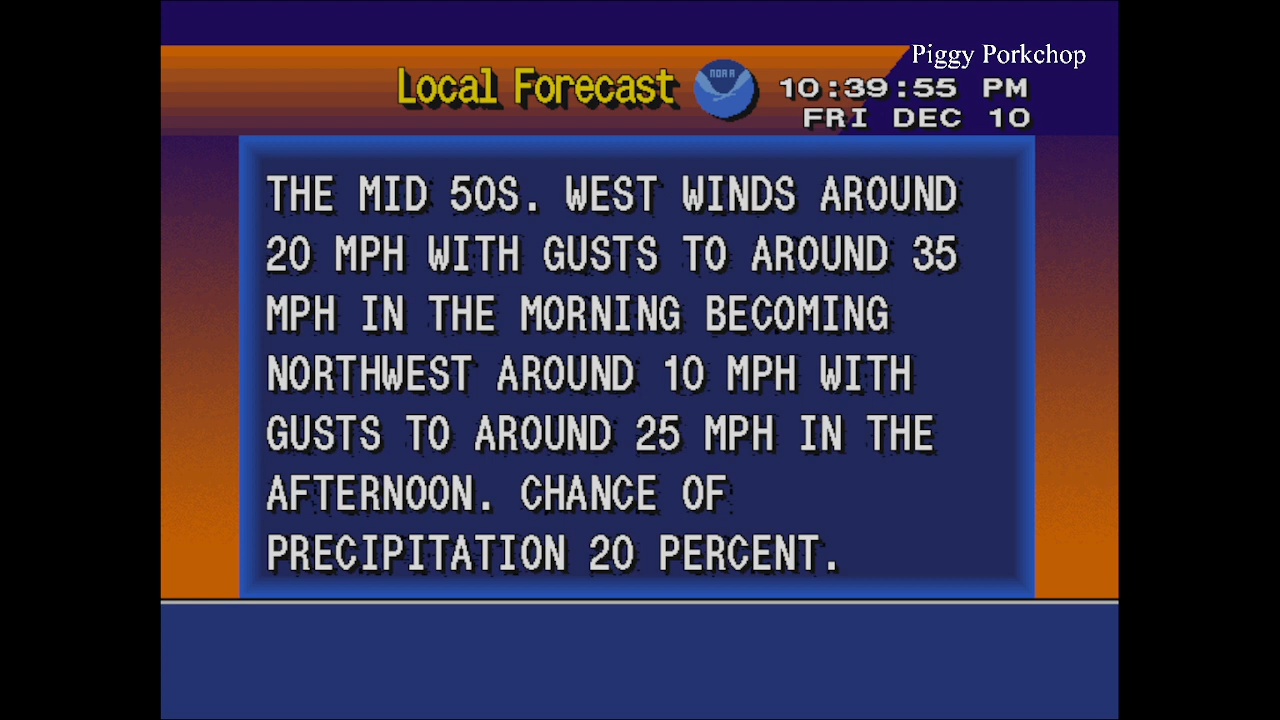 Piggy Porkchop
Local Forecast
NOAA
10:39:55 PM
FRI DEC 10
THE MID 50S. WEST WINDS AROUND
20 MPH WITH GUSTS TO AROUND 35
MPH IN THE MORNING BECOMING
NORTHWEST AROUND 10 MPH WITH
GUSTS TO AROUND 25 MPH IN THE
AFTERNOON. CHANCE OF
PRECIPITATION 20 PERCENT.